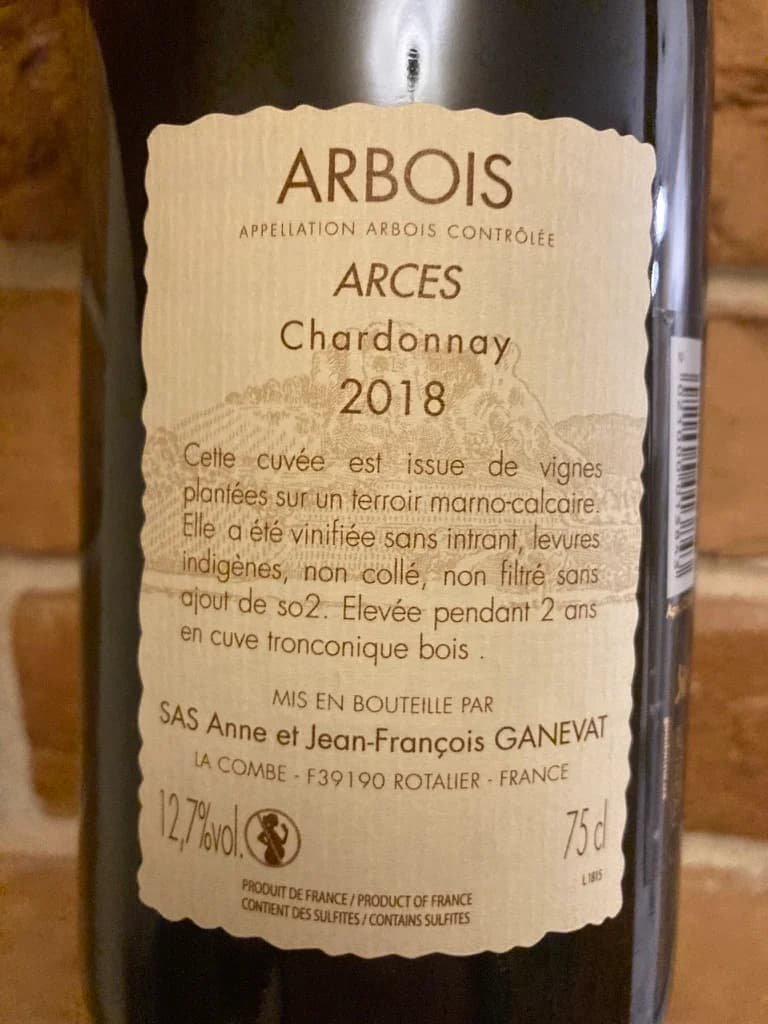 ARBOIS
APPELLATION ARBOIS CONTRÔLÉE
ARCES
Chardonnay
2018
Cette cuvée est issue de vignes
plantées sur un terroir marno-calcaire.
Elle a été vinifiée sans intrant, levures
indigènes, non collé, non filtré sans
ajout de so2. Elevée pendant 2 ans
en cuve tronconique bois .
MIS EN BOUTEILLE PAR
SAS Anne et Jean-François GANEVAT
LA COMBE - F39190 ROTALIER - FRANCE
12,7%vol.
75 cl
L 1815
PRODUIT DE FRANCE / PRODUCT OF FRANCE
CONTIENT DES SULFITES / CONTAINS SULFITES